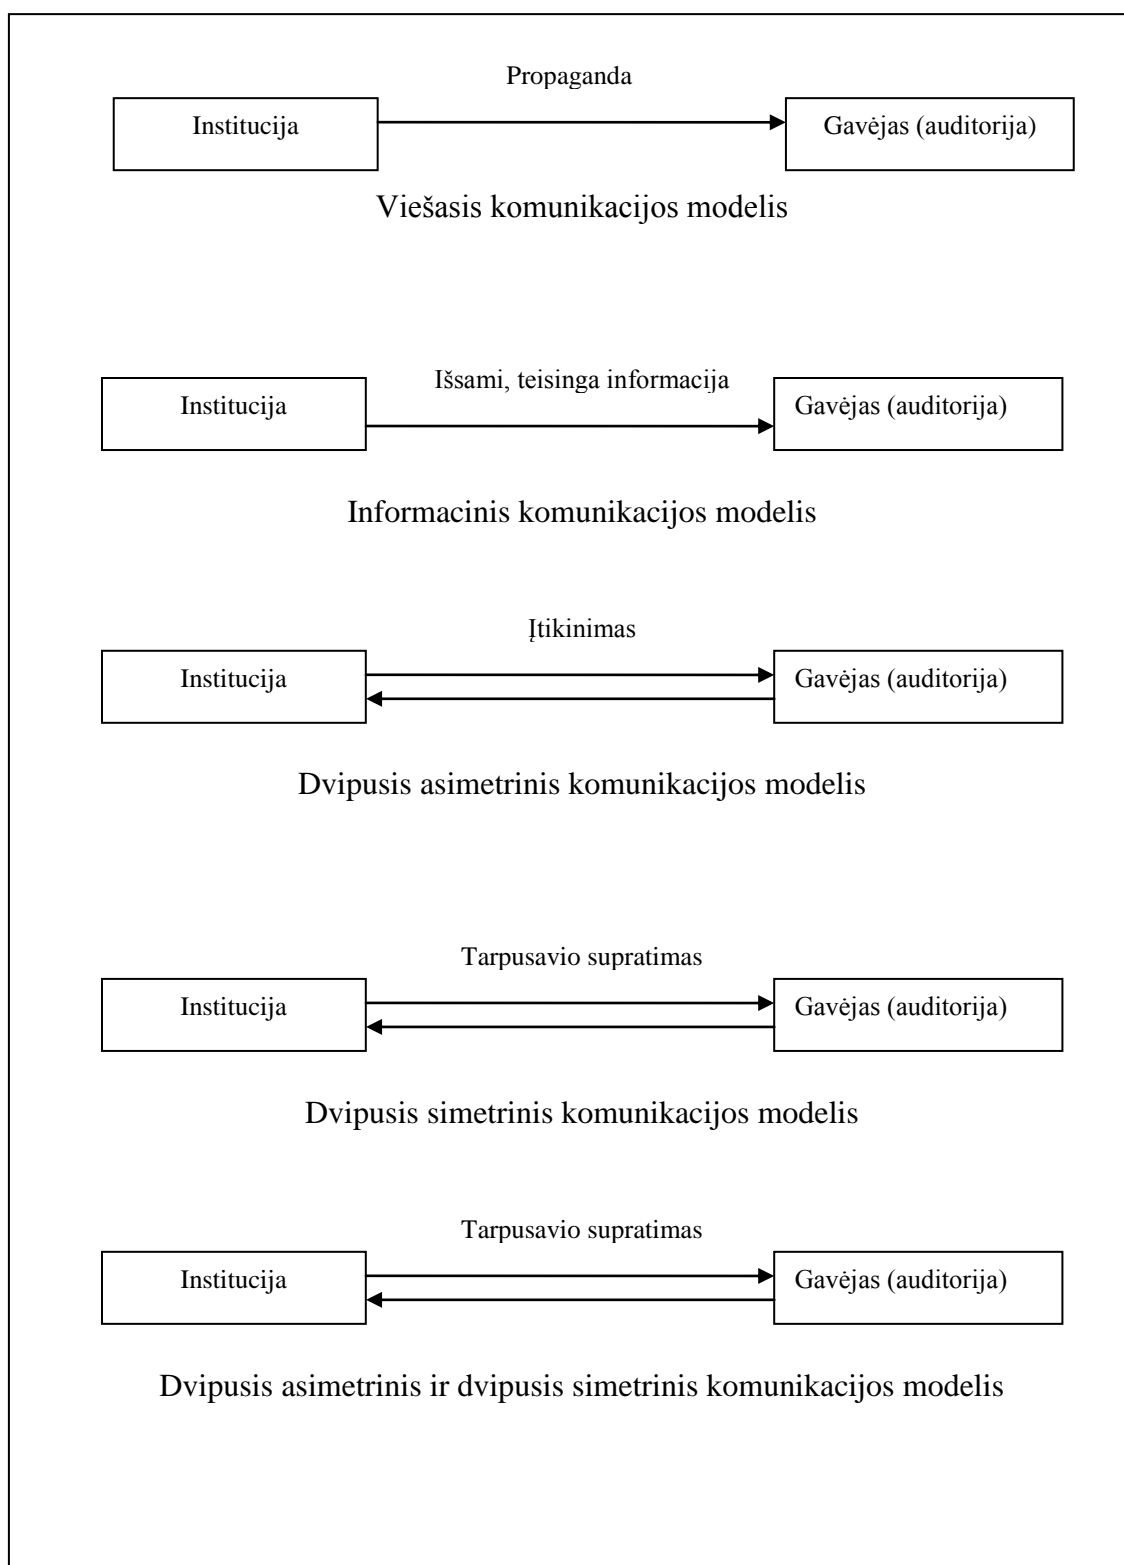 Propaganda
Institucija
Gavėjas (auditorija)
Viešasis komunikacijos modelis
Išsami, teisinga informacija
Institucija
Gavėjas (auditorija)
Informacinis komunikacijos modelis
Įtikinimas
Institucija
Gavėjas (auditorija)
Dvipusis asimetrinis komunikacijos modelis
Tarpusavio supratimas
Institucija
Gavėjas (auditorija)
Dvipusis simetrinis komunikacijos modelis
Tarpusavio supratimas
Institucija
Gavėjas (auditorija)
Dvipusis asimetrinis ir dvipusis simetrinis komunikacijos modelis